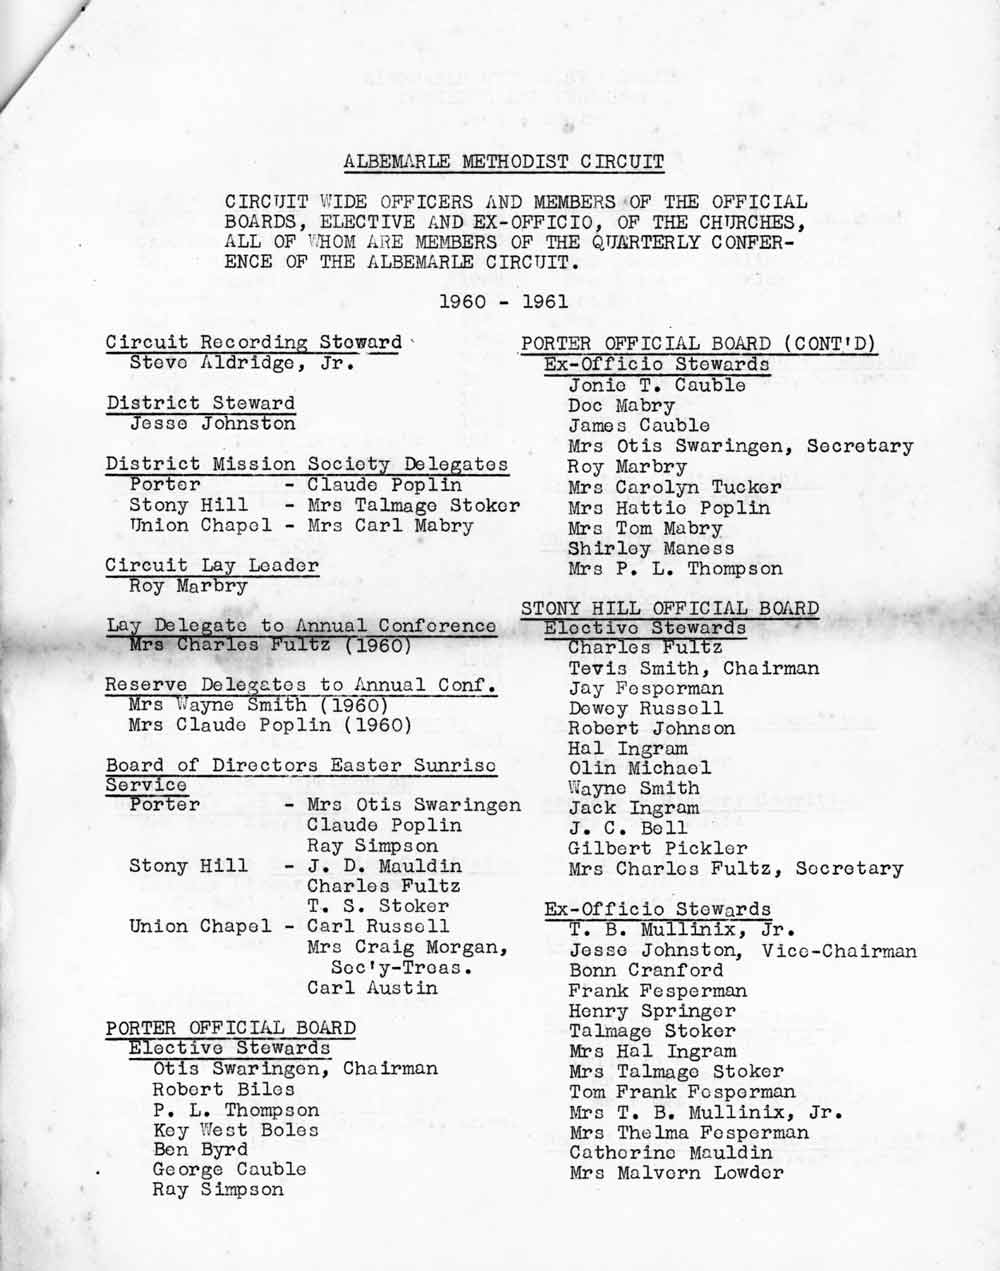 ALBEMARLE METHODIST CIRCUIT
CIRCUIT WIDE OFFICERS AND MEMBERS OF THE OFFICIAL
BOARDS, ELECTIVE AND EX-OFFICIO, OF THE CHURCHES,
ALL OF WHOM ARE MEMBERS OF THE QUARTERLY CONFER-
ENCE OF THE ALBEMARLE CIRCUIT.
1960 - 1961
Circuit Recording Steward
Steve Aldridge, Jr.
District Steward
Jesse Johnston
District Mission Society Delegates
Porter - Claude Poplin
Stony Hill - Mrs Talmage Stoker
Union Chapel - Mrs Carl Mabry
Circuit Lay Leader
Roy Marbry
Lay Delegate to Annual Conference
Mrs Charles Fultz (1960)
Reserve Delegates to Annual Conf.
Mrs Wayne Smith (1960)
Mrs Claude Poplin (1960)
Board of Directors Easter Sunrise
Service
Porter - Mrs Otis Swaringen
Claude Poplin
Ray Simpson
Stony Hill - J. D. Mauldin
Charles Fultz
T. S. Stoker
Union Chapel - Carl Russell
Mrs Craig Morgan,
Sec'y-Treas.
Carl Austin
PORTER OFFICIAL BOARD
Elective Stewards
Otis Swaringen, Chairman
Robert Biles
P. L. Thompson
Key West Boles
Ben Byrd
George Cauble
Ray Simpson
PORTER OFFICIAL BOARD (CONT'D)
Ex-Officio Stewards
Jonie T. Cauble
Doc Mabry
James Cauble
Mrs Otis Swaringen, Secretary
Roy Marbry
Mrs Carolyn Tucker
Mrs Hattie Poplin
Mrs Tom Mabry
Shirley Maness
Mrs P. L. Thompson
STONY HILL OFFICIAL BOARD
Elective Stewards
Charles Fultz
Tevis Smith, Chairman
Jay Fesperman
Dewey Russell
Robert Johnson
Hal Ingram
Olin Michael
Wayne Smith
Jack Ingram
J. C. Bell
Gilbert Pickler
Mrs Charles Fultz, Secretary
Ex-Officio Stewards
T. B. Mullinix, Jr.
Jesse Johnston, Vice-Chairman
Bonn Cranford
Frank Fesperman
Henry Springer
Talmage Stoker
Mrs Hal Ingram
Mrs Talmage Stoker
Tom Frank Fesperman
Mrs T. B. Mullinix, Jr.
Mrs Thelma Fesperman
Catherine Mauldin
Mrs Malvern Lowder